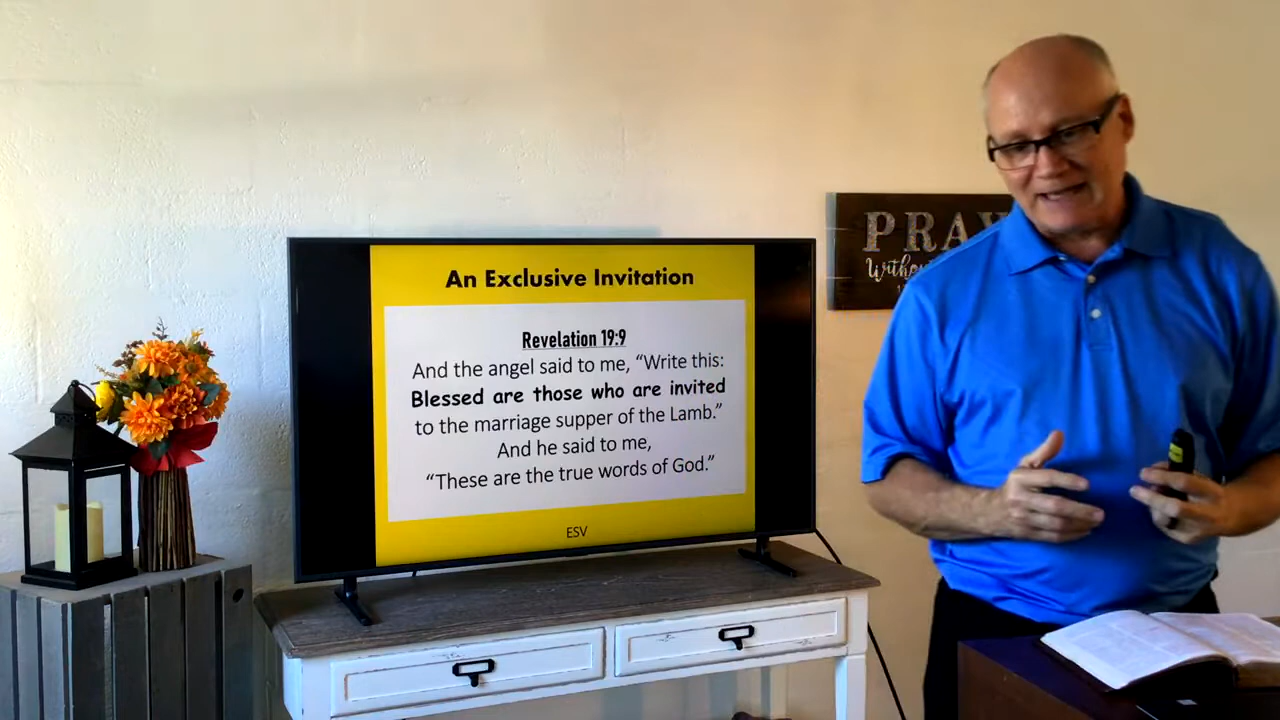 An Exclusive Invitation
Revelation 19:9
And the angel said to me, “Write this:
Blessed are those who are invited
to the marriage supper of the Lamb.”
And he said to me,
“These are the true words of God.”
ESV
PRAY